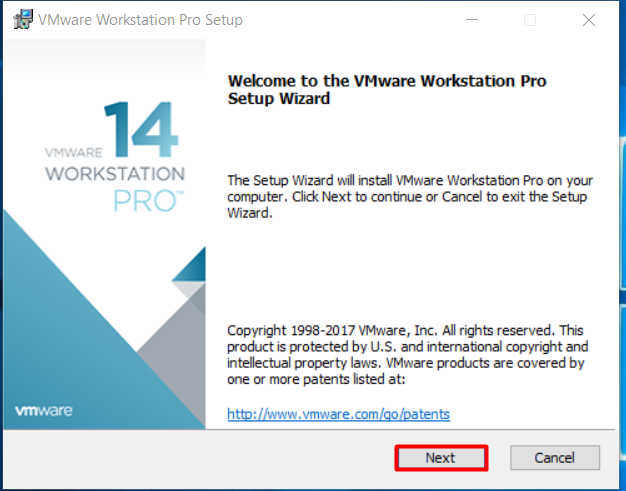 VMware Workstation Pro Setup
Welcome to the VMware Workstation Pro
Setup Wizard
14
VMWARE
WORKSTATION
PRO™
The Setup Wizard will install VMware Workstation Pro on your
computer. Click Next to continue or Cancel to exit the Setup
Wizard.
Copyright 1998-2017 VMware, Inc. All rights reserved. This
product is protected by U.S. and international copyright and
intellectual property laws. VMware products are covered by
one or more patents listed at:
http://www.vmware.com/go/patents
vmware
Next
Cancel